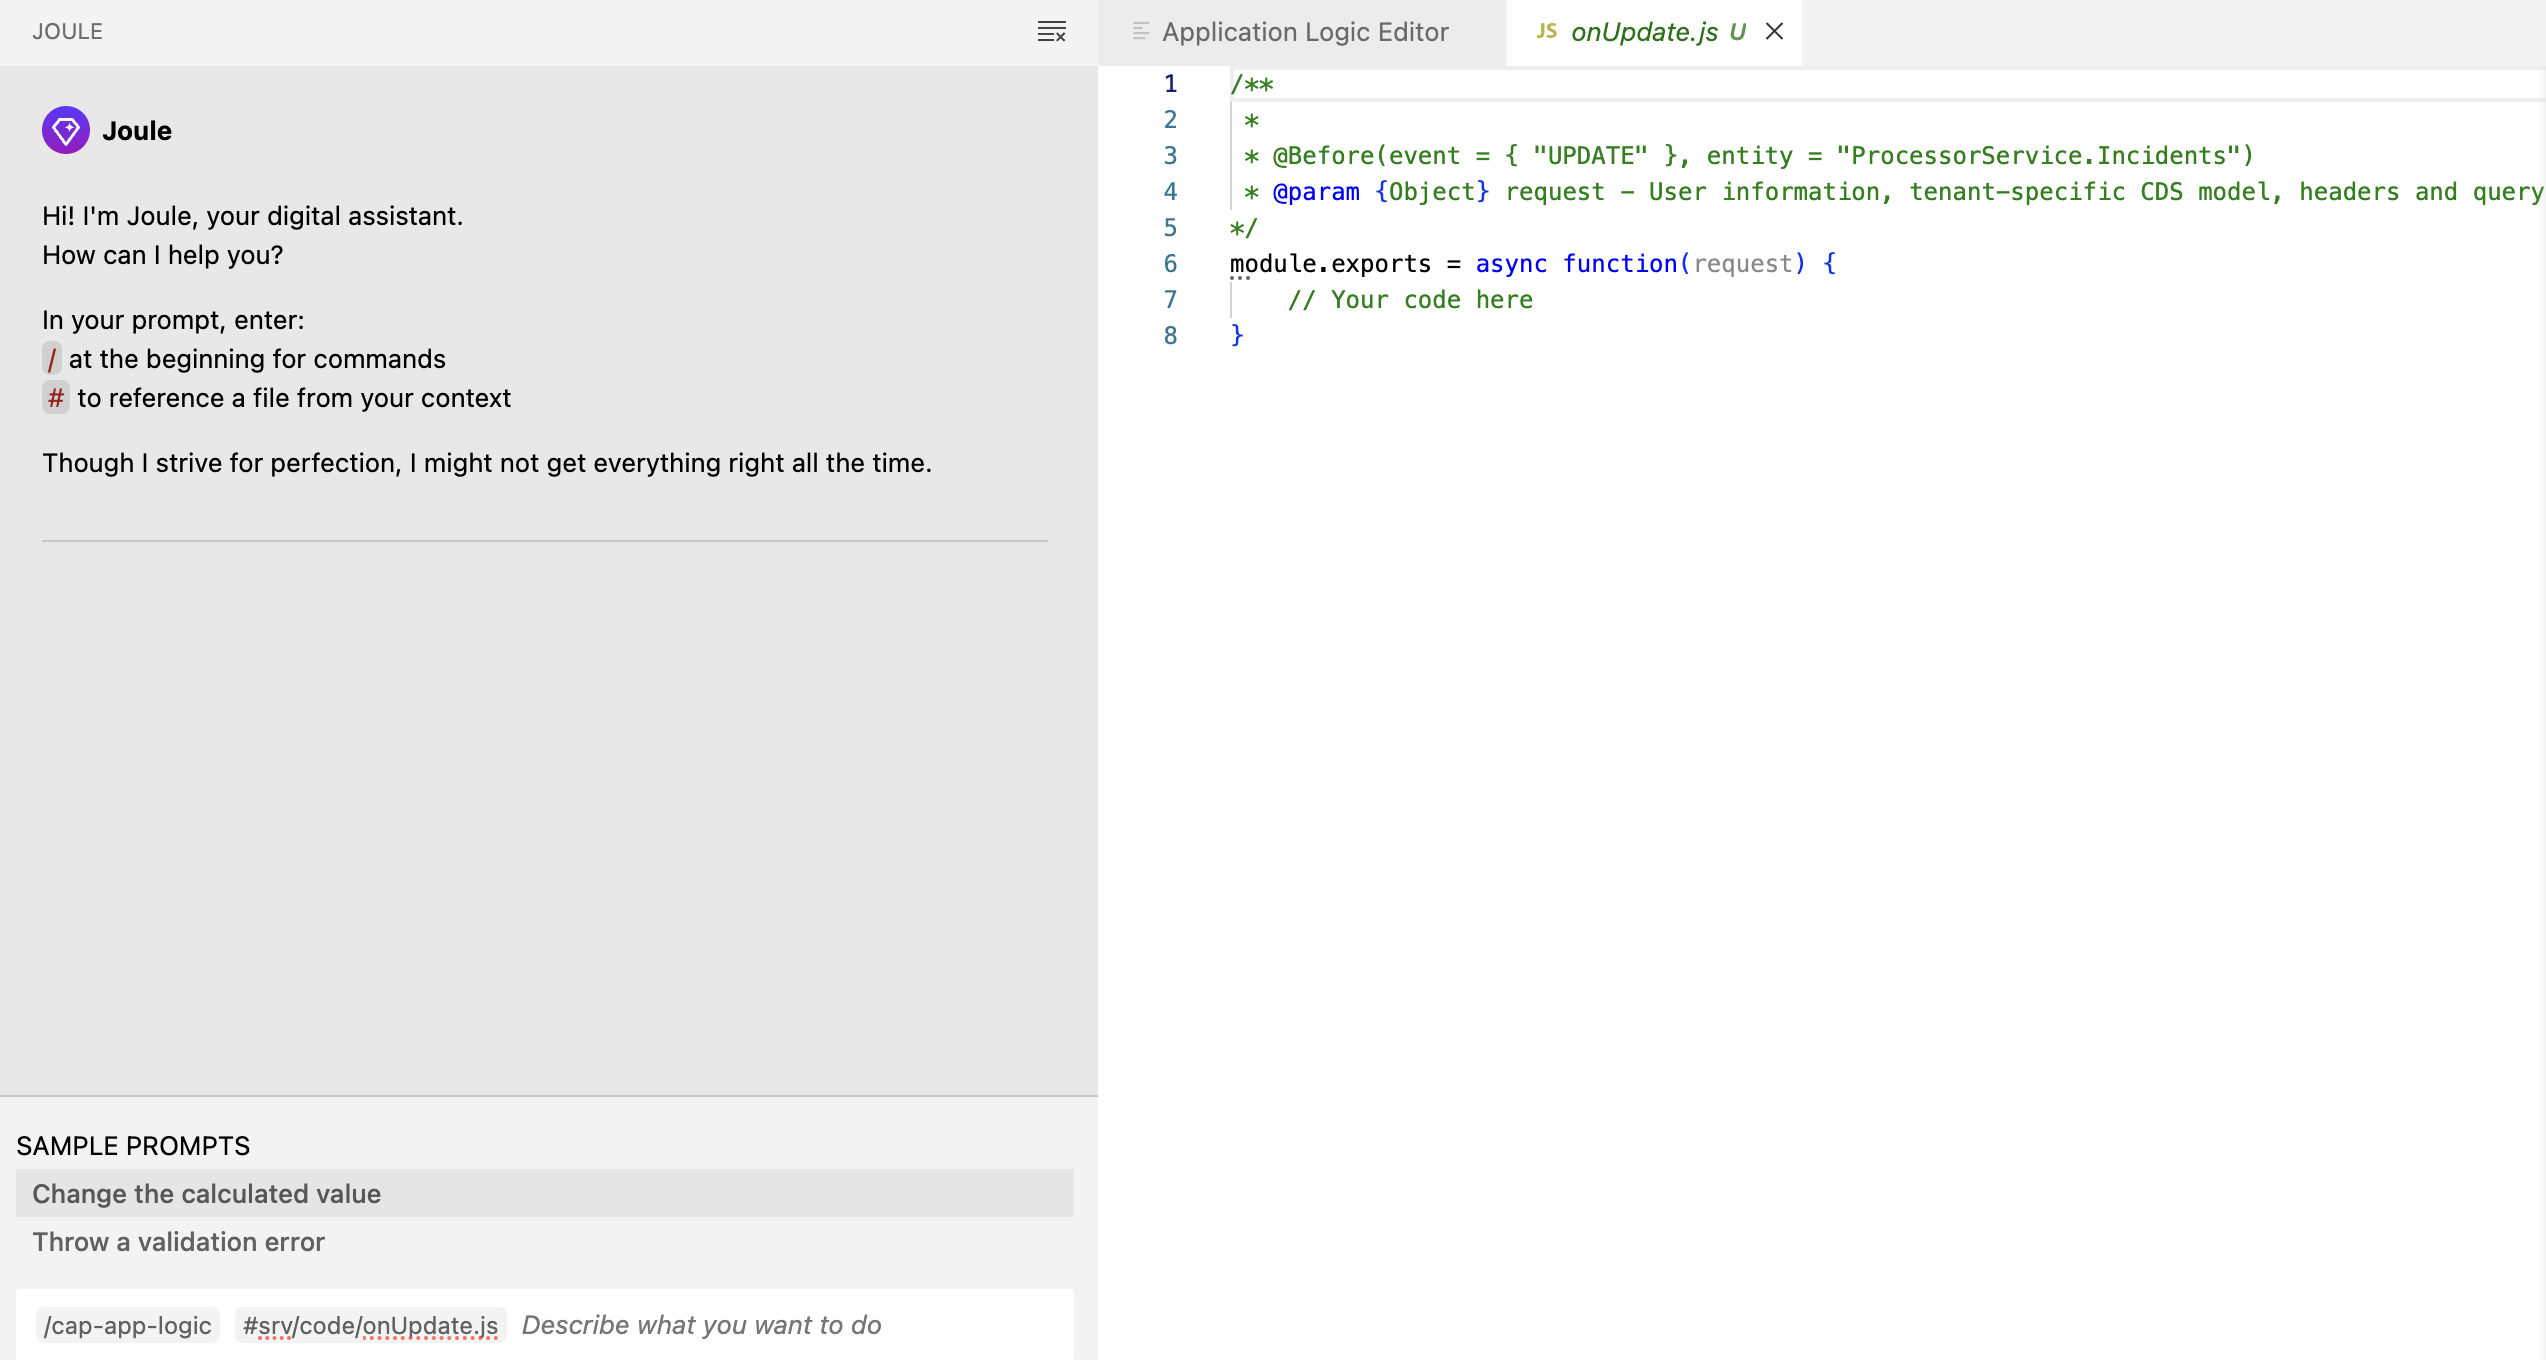 JOULE
Joule
Hi! I'm Joule, your digital assistant.
How can I help you?
In your prompt, enter:
/ at the beginning for commands
# to reference a file from your context
Though I strive for perfection, I might not get everything right all the time.
SAMPLE PROMPTS
Change the calculated value
Throw a validation error
/cap-app-logic #srv/code/onUpdate.js Describe what you want to do
Application Logic Editor JS onUpdate.js U
1 /**
2 *
3 * @Before(event = { "UPDATE" }, entity = "ProcessorService.Incidents")
4 * @param {Object} request - User information, tenant-specific CDS model, headers and query
5 */
6 module.exports = async function(request) {
7 // Your code here
8 }